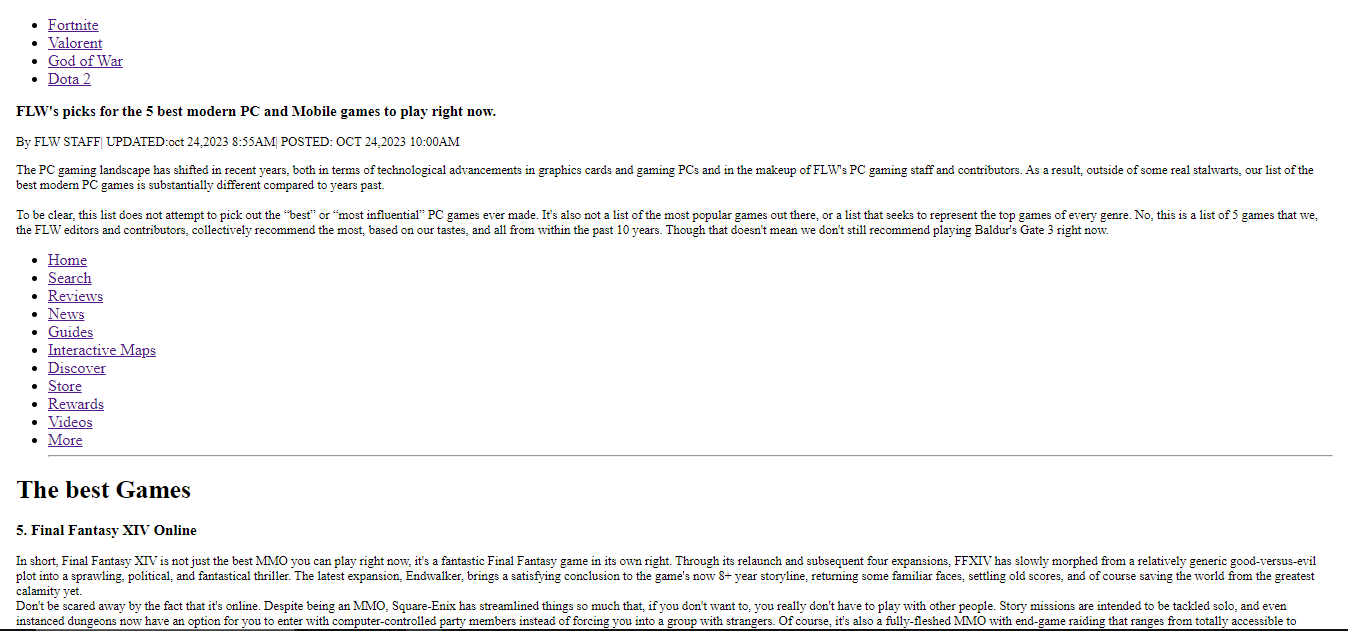 Fortnite
Valorent
God of War
Dota 2
FLW's picks for the 5 best modern PC and Mobile games to play right now.
By FLW STAFF| UPDATED:oct 24,2023 8:55AM| POSTED: OCT 24,2023 10:00AM
The PC gaming landscape has shifted in recent years, both in terms of technological advancements in graphics cards and gaming PCs and in the makeup of FLW's PC gaming staff and contributors. As a result, outside of some real stalwarts, our list of the
best modern PC games is substantially different compared to years past.
To be clear, this list does not attempt to pick out the “best” or “most influential” PC games ever made. It's also not a list of the most popular games out there, or a list that seeks to represent the top games of every genre. No, this is a list of 5 games that we,
the FLW editors and contributors, collectively recommend the most, based on our tastes, and all from within the past 10 years. Though that doesn't mean we don't still recommend playing Baldur's Gate 3 right now.
Home
Search
Reviews
News
Guides
Interactive Maps
Discover
Store
Rewards
Videos
More
The best Games
5. Final Fantasy XIV Online
In short, Final Fantasy XIV is not just the best MMO you can play right now, it's a fantastic Final Fantasy game in its own right. Through its relaunch and subsequent four expansions, FFXIV has slowly morphed from a relatively generic good-versus-evil
plot into a sprawling, political, and fantastical thriller. The latest expansion, Endwalker, brings a satisfying conclusion to the game's now 8+ year storyline, returning some familiar faces, settling old scores, and of course saving the world from the greatest
calamity yet.
Don't be scared away by the fact that it's online. Despite being an MMO, Square-Enix has streamlined things so much that, if you don't want to, you really don't have to play with other people. Story missions are intended to be tackled solo, and even
instanced dungeons now have an option for you to enter with computer-controlled party members instead of forcing you into a group with strangers. Of course, it's also a fully-fleshed MMO with end-game raiding that ranges from totally accessible to